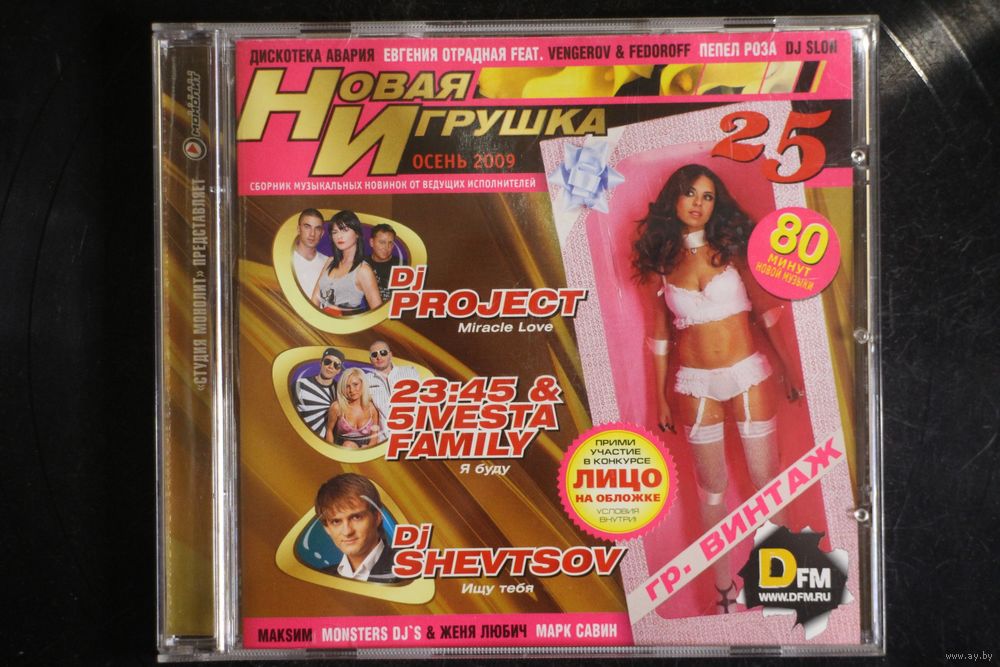 ДИСКОТЕКА АВАРИЯ ЕВГЕНИЯ ОТРАДНАЯ FEAT. VENGEROV & FEDOROFF ПЕПЕЛ РОЗА DJ SLON
НОВАЯ
ИГРУШКА
25
ОСЕНЬ 2009
СБОРНИК МУЗЫКАЛЬНЫХ НОВИНОК ОТ ВЕДУЩИХ ИСПОЛНИТЕЛЕЙ
МОНОЛИТ
«СТУДИЯ МОНОЛИТ» ПРЕДСТАВЛЯЕТ
80
МИНУТ
НОВОЙ МУЗЫКИ
Dj
PROJECT
Miracle Love
23:45 &
5IVESTA
FAMILY
Я буду
ПРИМИ
УЧАСТИЕ
В КОНКУРСЕ
ЛИЦО
НА ОБЛОЖКЕ
УСЛОВИЯ
ВНУТРИ!
Dj
SHEVTSOV
Ищу тебя
ГР. ВИНТАЖ
DFM
WWW.DFM.RU
МАКSИМ MONSTERS DJ`S & ЖЕНЯ ЛЮБИЧ МАРК САВИН
www.ay.by